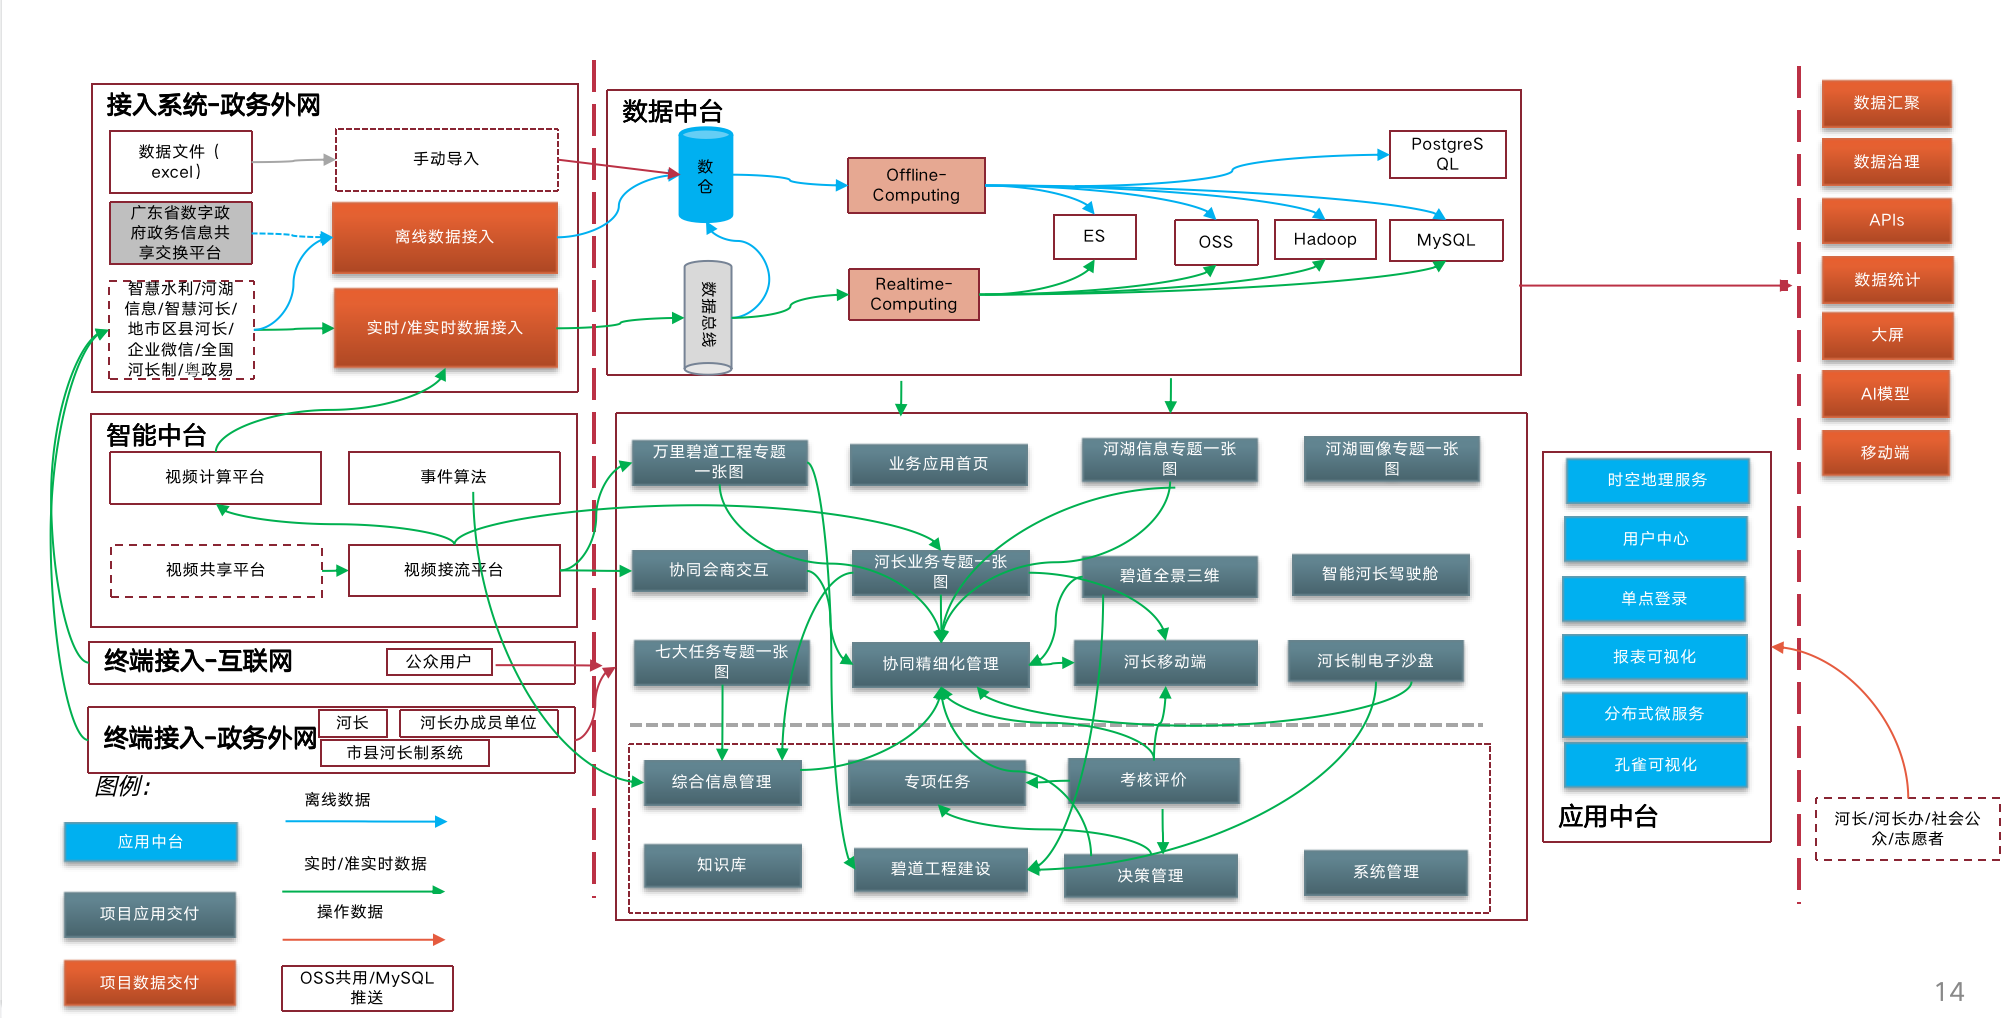 接入系统-政务外网
数据文件（
excel）
手动导入
广东省数字政
府政务信息共
享交换平台
离线数据接入
智慧水利/河湖
信息/智慧河长/
地市区县河长/
企业微信/全国
河长制/粤政易
实时/准实时数据接入
智能中台
视频计算平台
事件算法
视频共享平台
视频接流平台
终端接入-互联网
公众用户
终端接入-政务外网
河长
河长办成员单位
市县河长制系统
图例：
应用中台
项目应用交付
项目数据交付
离线数据
实时/准实时数据
操作数据
OSS共用/MySQL
推送
数据中台
数
仓
数据总线
Offline-
Computing
Realtime-
Computing
PostgreS
QL
ES
OSS
Hadoop
MySQL
万里碧道工程专题
一张图
业务应用首页
河湖信息专题一张
图
河湖画像专题一张
图
协同会商交互
河长业务专题一张
图
碧道全景三维
智能河长驾驶舱
七大任务专题一张
图
协同精细化管理
河长移动端
河长制电子沙盘
综合信息管理
专项任务
考核评价
知识库
碧道工程建设
决策管理
系统管理
时空地理服务
用户中心
单点登录
报表可视化
分布式微服务
孔雀可视化
应用中台
数据汇聚
数据治理
APIs
数据统计
大屏
AI模型
移动端
河长/河长办/社会公
众/志愿者
14